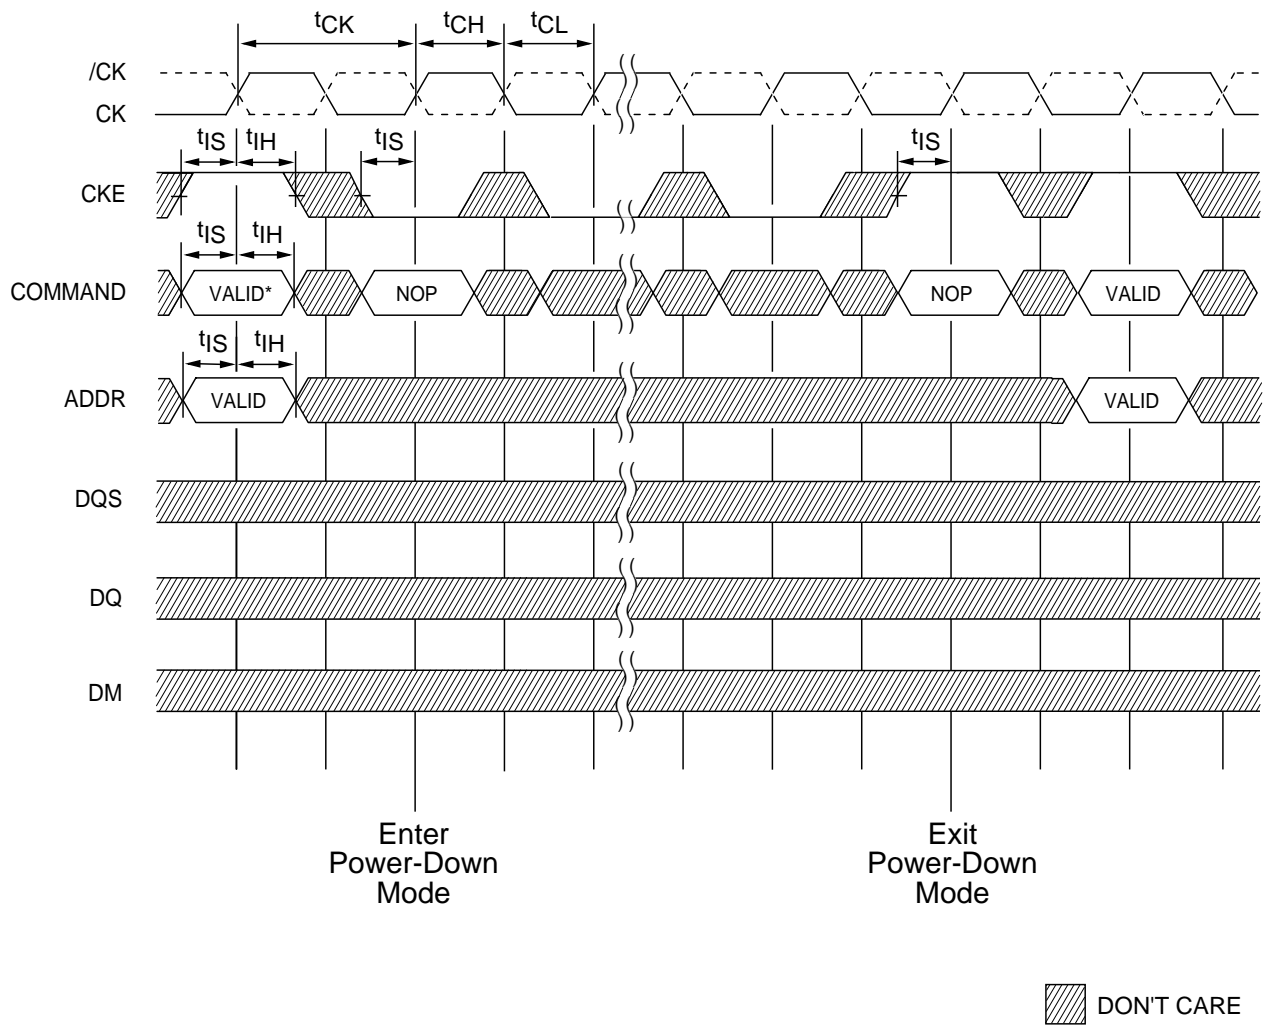 tCK tCH tCL
/CK
CK
tIS tIH tIS tIS
CKE
tIS tIH
COMMAND VALID* NOP NOP VALID
tIS tIH
ADDR VALID VALID
DQS
DQ
DM
Enter
Power-Down
Mode
Exit
Power-Down
Mode
DON'T CARE